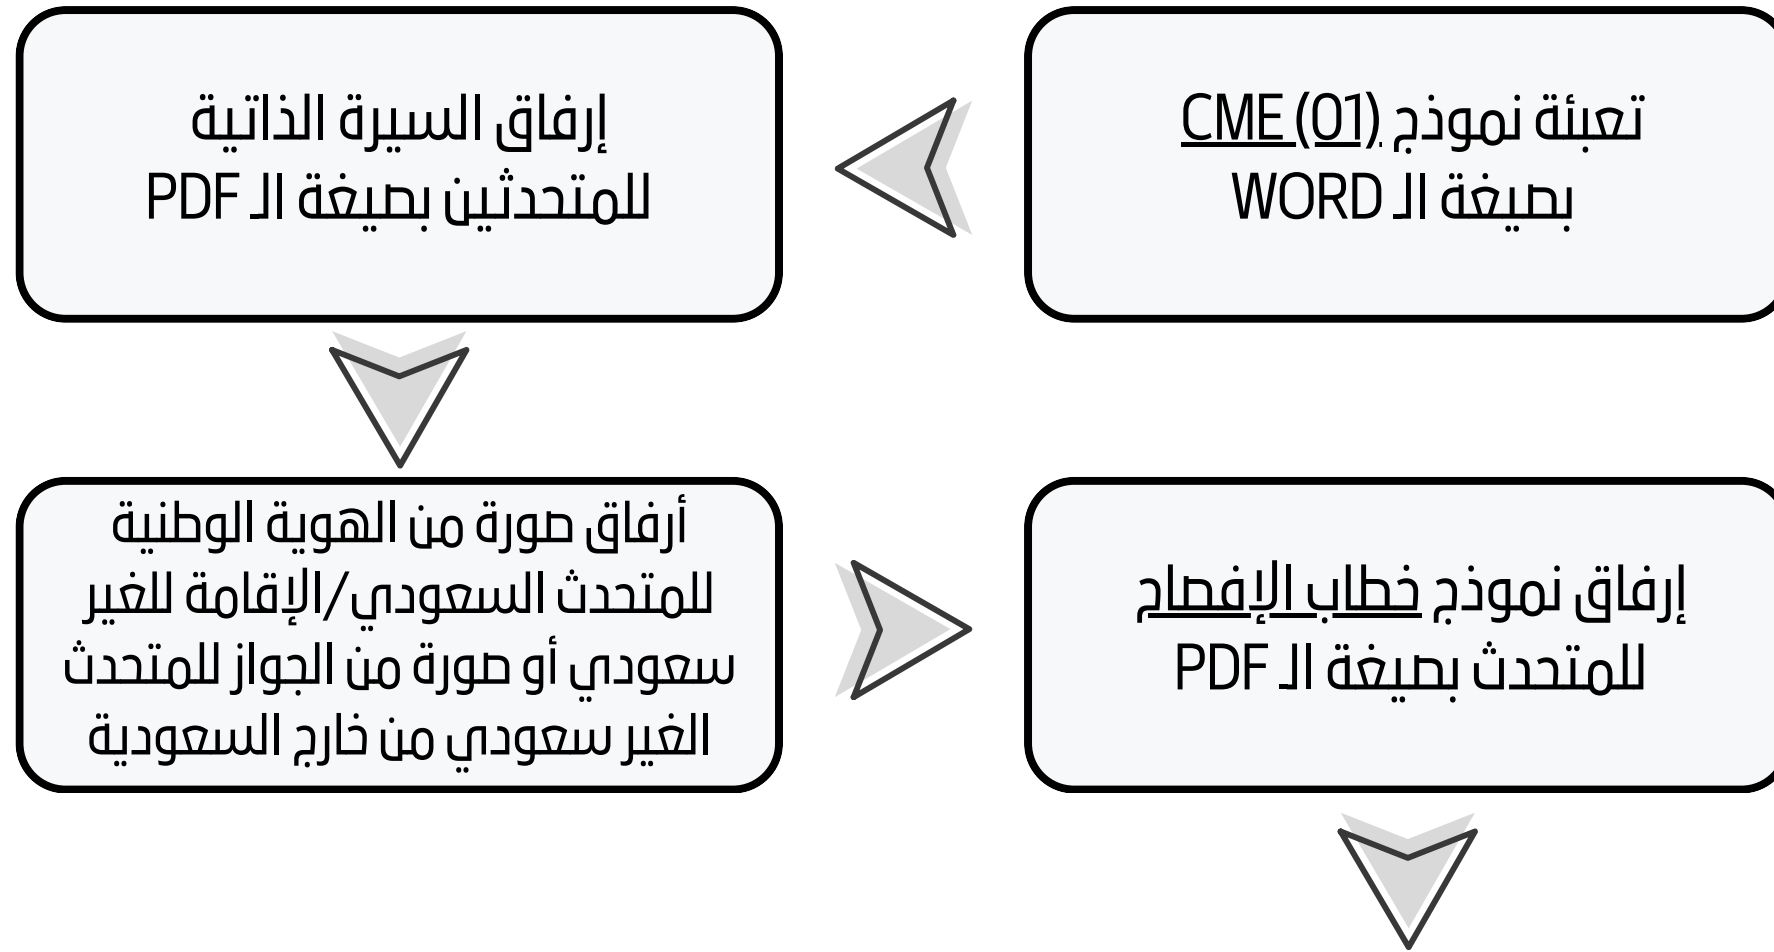 تعبئة نموذج CME (01)
بصيغة الـ WORD
إرفاق السيرة الذاتية
للمتحدثين بصيغة الـ PDF
أرفاق صورة من الهوية الوطنية
للمتحدث السعودي/الإقامة للغير
سعودي أو صورة من الجواز للمتحدث
الغير سعودي من خارج السعودية
إرفاق نموذج خطاب الإفصاح
للمتحدث بصيغة الـ PDF